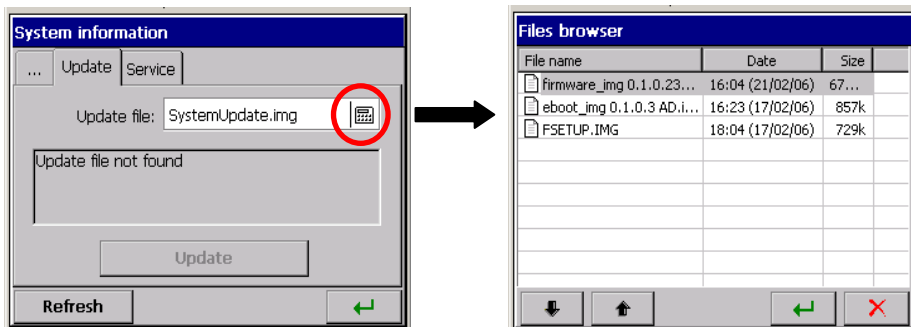 System information
... Update Service
Update file: SystemUpdate.img
Update file not found
Update
Refresh
Files browser
File name Date Size
firmware_img 0.1.0.23... 16:04 (21/02/06) 67...
eboot_img 0.1.0.3 AD.i... 16:23 (17/02/06) 857k
FSETUP.IMG 18:04 (17/02/06) 729k